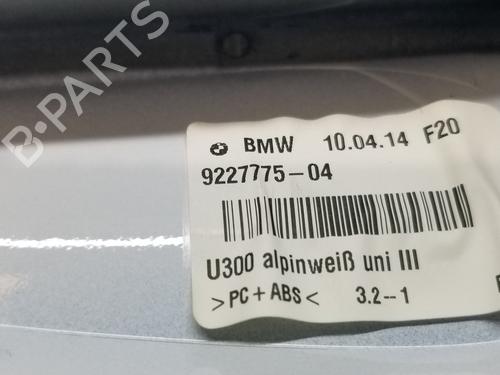 B-PARTS
BMW 10.04.14 F20
9227775-04
U300 alpinweiß uni III
>PC+ABS< 3.2--1